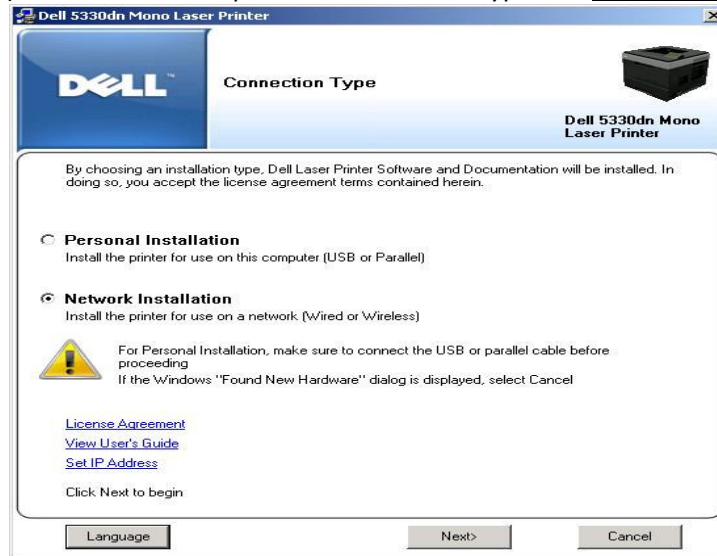 Dell 5330dn Mono Laser Printer
DELL™
Connection Type
Dell 5330dn Mono
Laser Printer
By choosing an installation type, Dell Laser Printer Software and Documentation will be installed. In
doing so, you accept the license agreement terms contained herein.
Personal Installation
Install the printer for use on this computer (USB or Parallel)
Network Installation
Install the printer for use on a network (Wired or Wireless)
For Personal Installation, make sure to connect the USB or parallel cable before
proceeding
If the Windows "Found New Hardware" dialog is displayed, select Cancel
License Agreement
View User's Guide
Set IP Address
Click Next to begin
Language
Next>
Cancel